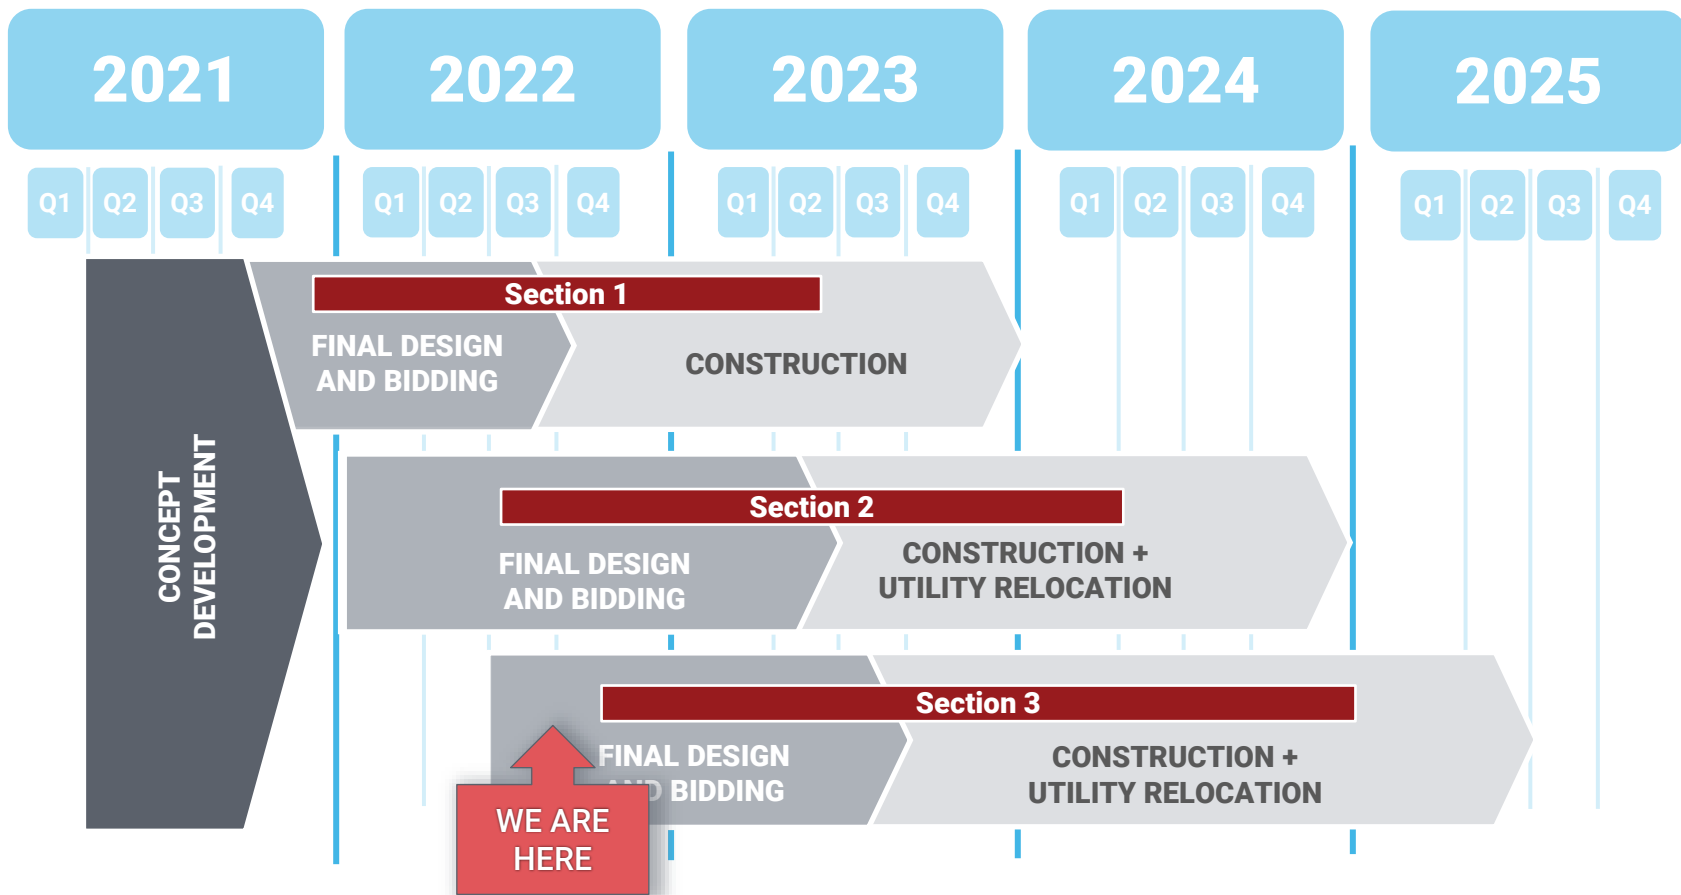 2021
2022
2023
2024
2025
Q1 Q2 Q3 Q4
Q1 Q2 Q3 Q4
Q1 Q2 Q3 Q4
Q1 Q2 Q3 Q4
Q1 Q2 Q3 Q4
CONCEPT
DEVELOPMENT
Section 1
FINAL DESIGN
AND BIDDING
CONSTRUCTION
Section 2
FINAL DESIGN
AND BIDDING
CONSTRUCTION +
UTILITY RELOCATION
Section 3
FINAL DESIGN
AND BIDDING
CONSTRUCTION +
UTILITY RELOCATION
WE ARE
HERE